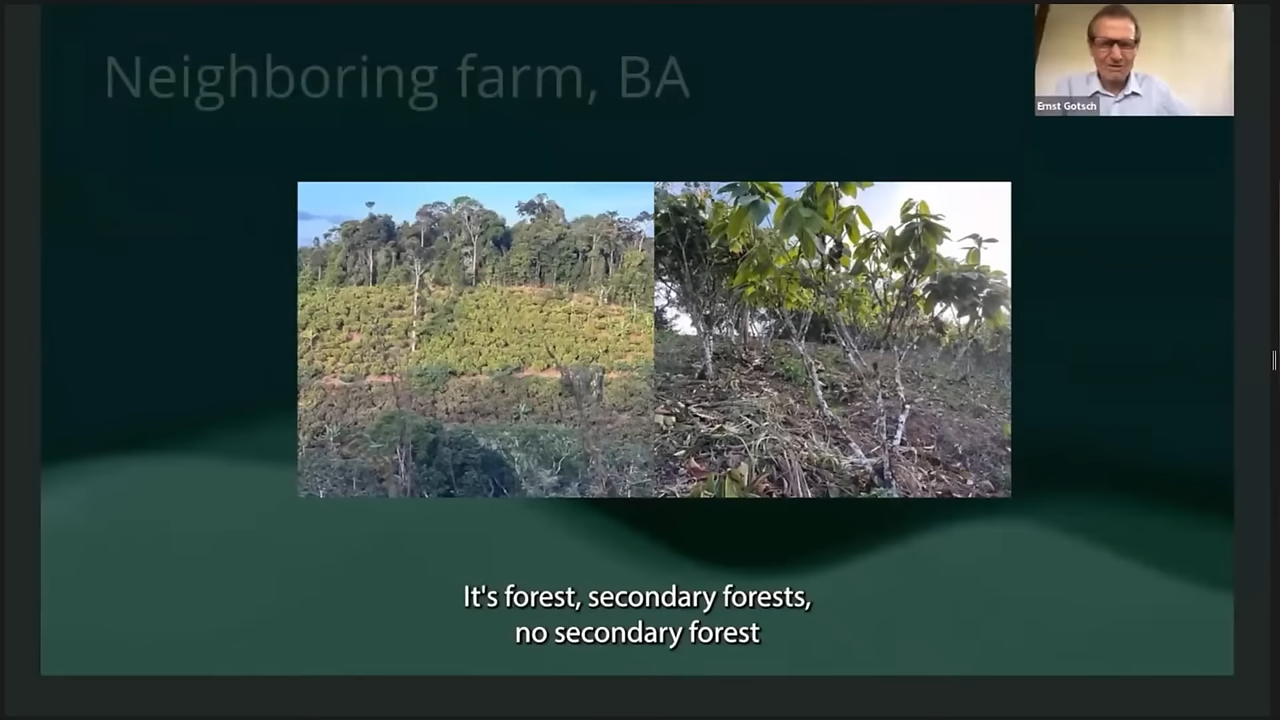 Neighboring farm, BA
Ernst Gotsch
It's forest, secondary forests,
no secondary forest